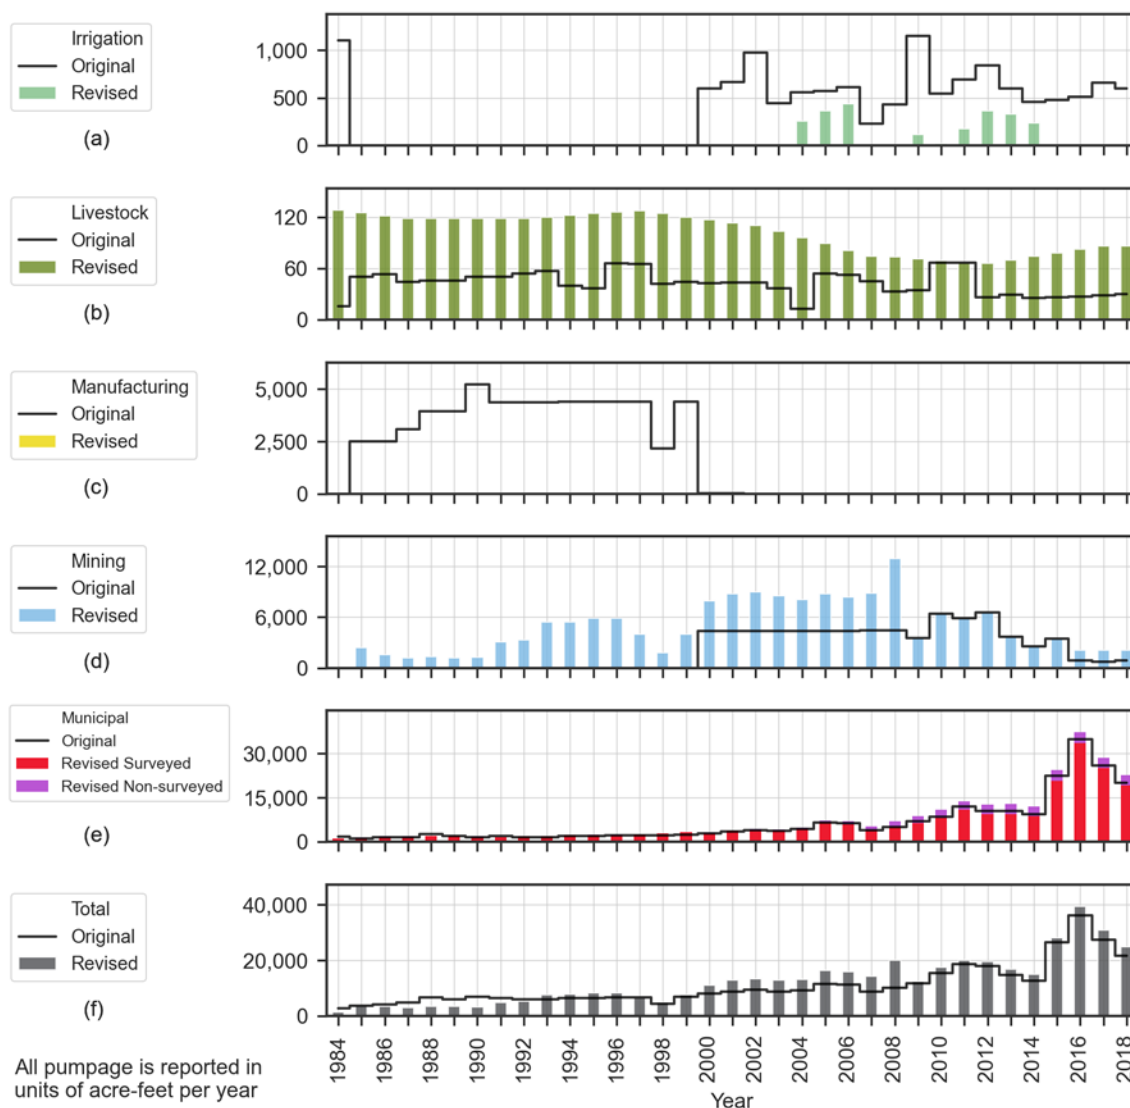 Irrigation
Original
Revised
(a)
1,000
500
0
Livestock
Original
Revised
(b)
120
60
0
Manufacturing
Original
Revised
(c)
5,000
2,500
0
Mining
Original
Revised
(d)
12,000
6,000
0
Municipal
Original
Revised Surveyed
Revised Non-surveyed
(e)
30,000
15,000
0
Total
Original
Revised
(f)
40,000
20,000
0
1984 1986 1988 1990 1992 1994 1996 1998 2000 2002 2004 2006 2008 2010 2012 2014 2016 2018
Year
All pumpage is reported in
units of acre-feet per year